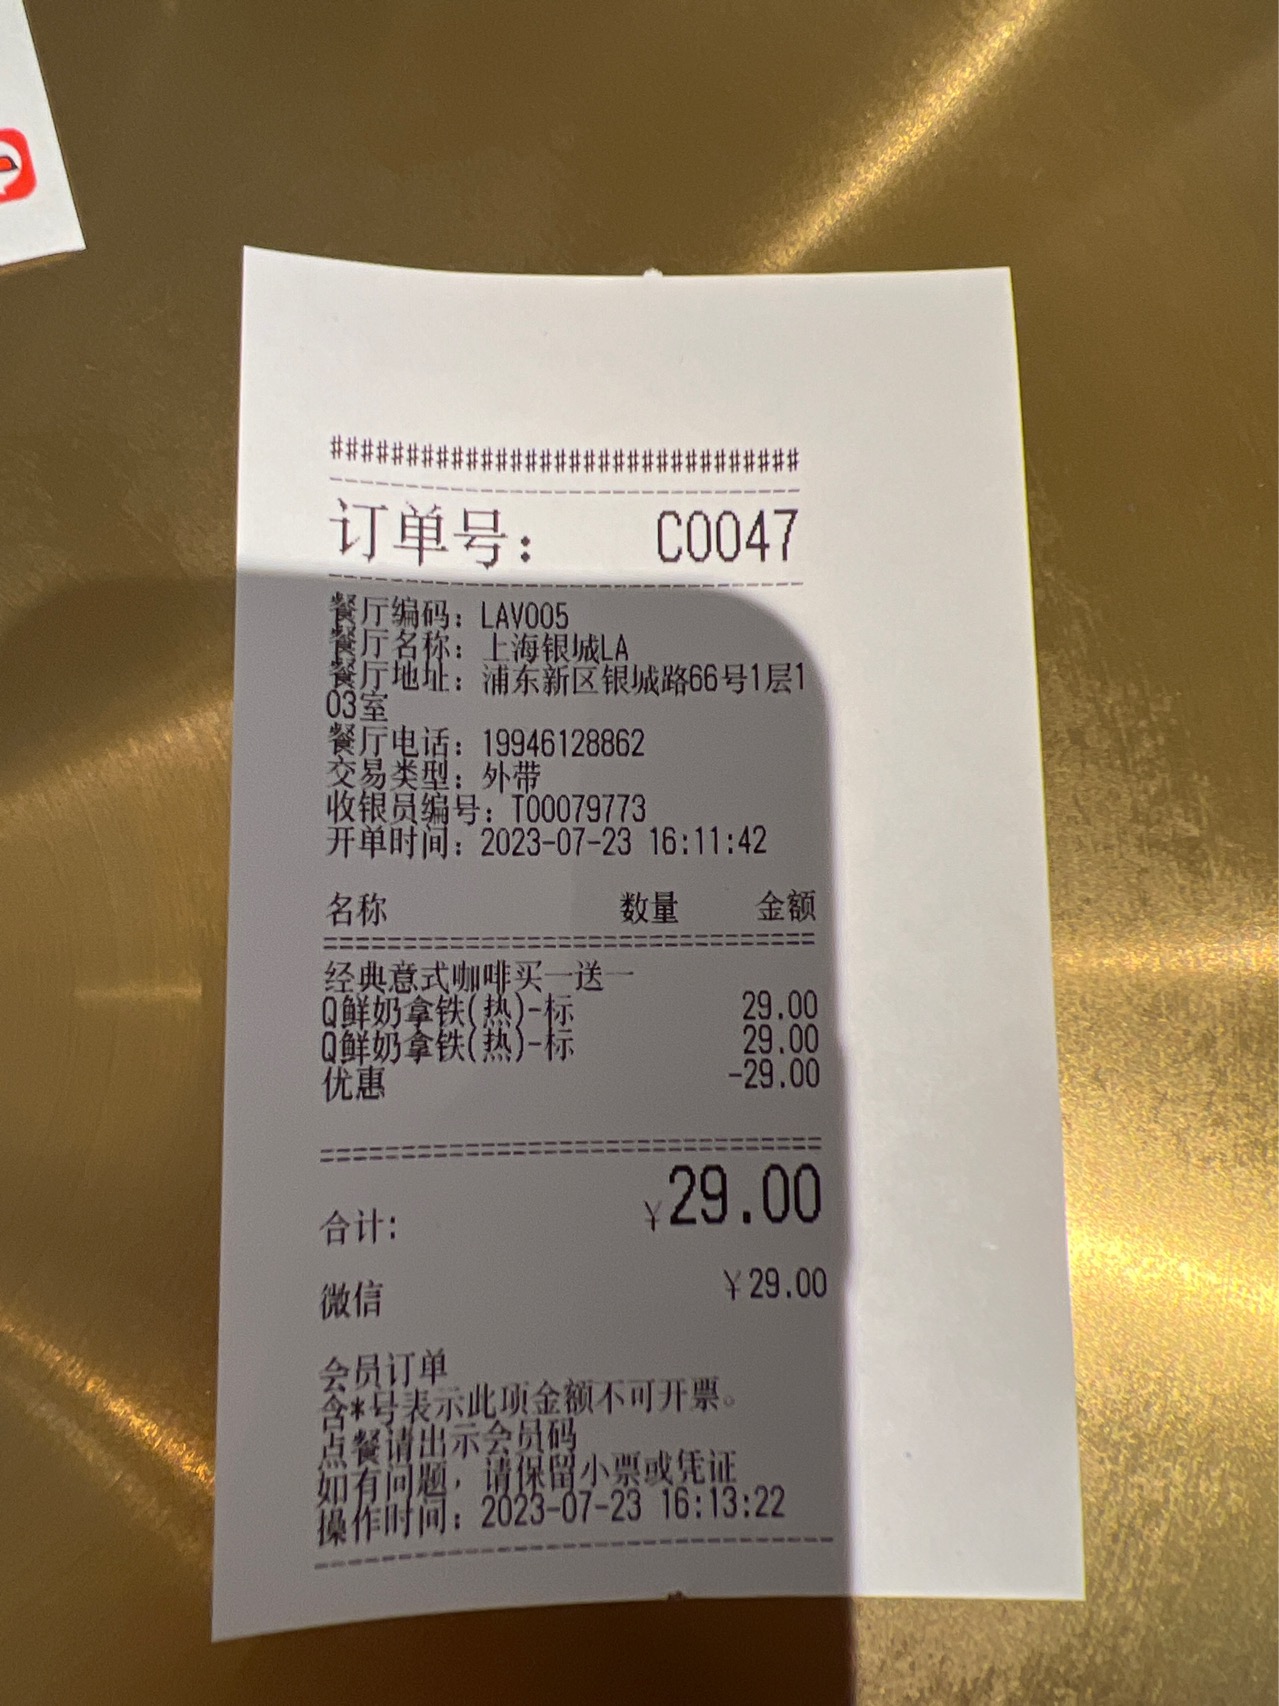 ################################
订单号： C0047
餐厅编码：LAV005
餐厅名称：上海银城LA
餐厅地址：浦东新区银城路66号1层1
03室
餐厅电话：19946128862
交易类型：外带
收银员编号：T00079773
开单时间：2023-07-23 16:11:42
名称 数量 金额
经典意式咖啡买一送一
Q鲜奶拿铁(热)-标 29.00
Q鲜奶拿铁(热)-标 29.00
优惠 -29.00
合计: ¥29.00
微信 ¥29.00
会员订单
含*号表示此项金额不可开票。
点餐请出示会员码
如有问题，请保留小票或凭证
操作时间：2023-07-23 16:13:22